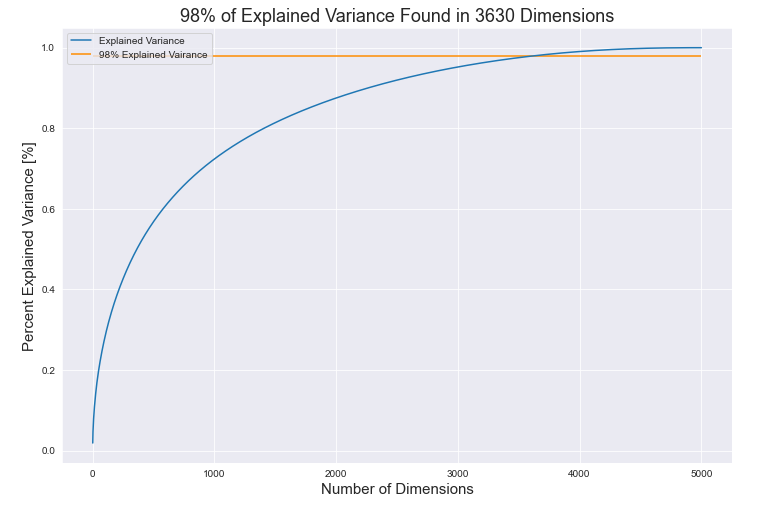 98% of Explained Variance Found in 3630 Dimensions
Explained Variance
98% Explained Vairance
1.0
0.8
0.6
0.4
0.2
0.0
Percent Explained Variance [%]
0 1000 2000 3000 4000 5000
Number of Dimensions